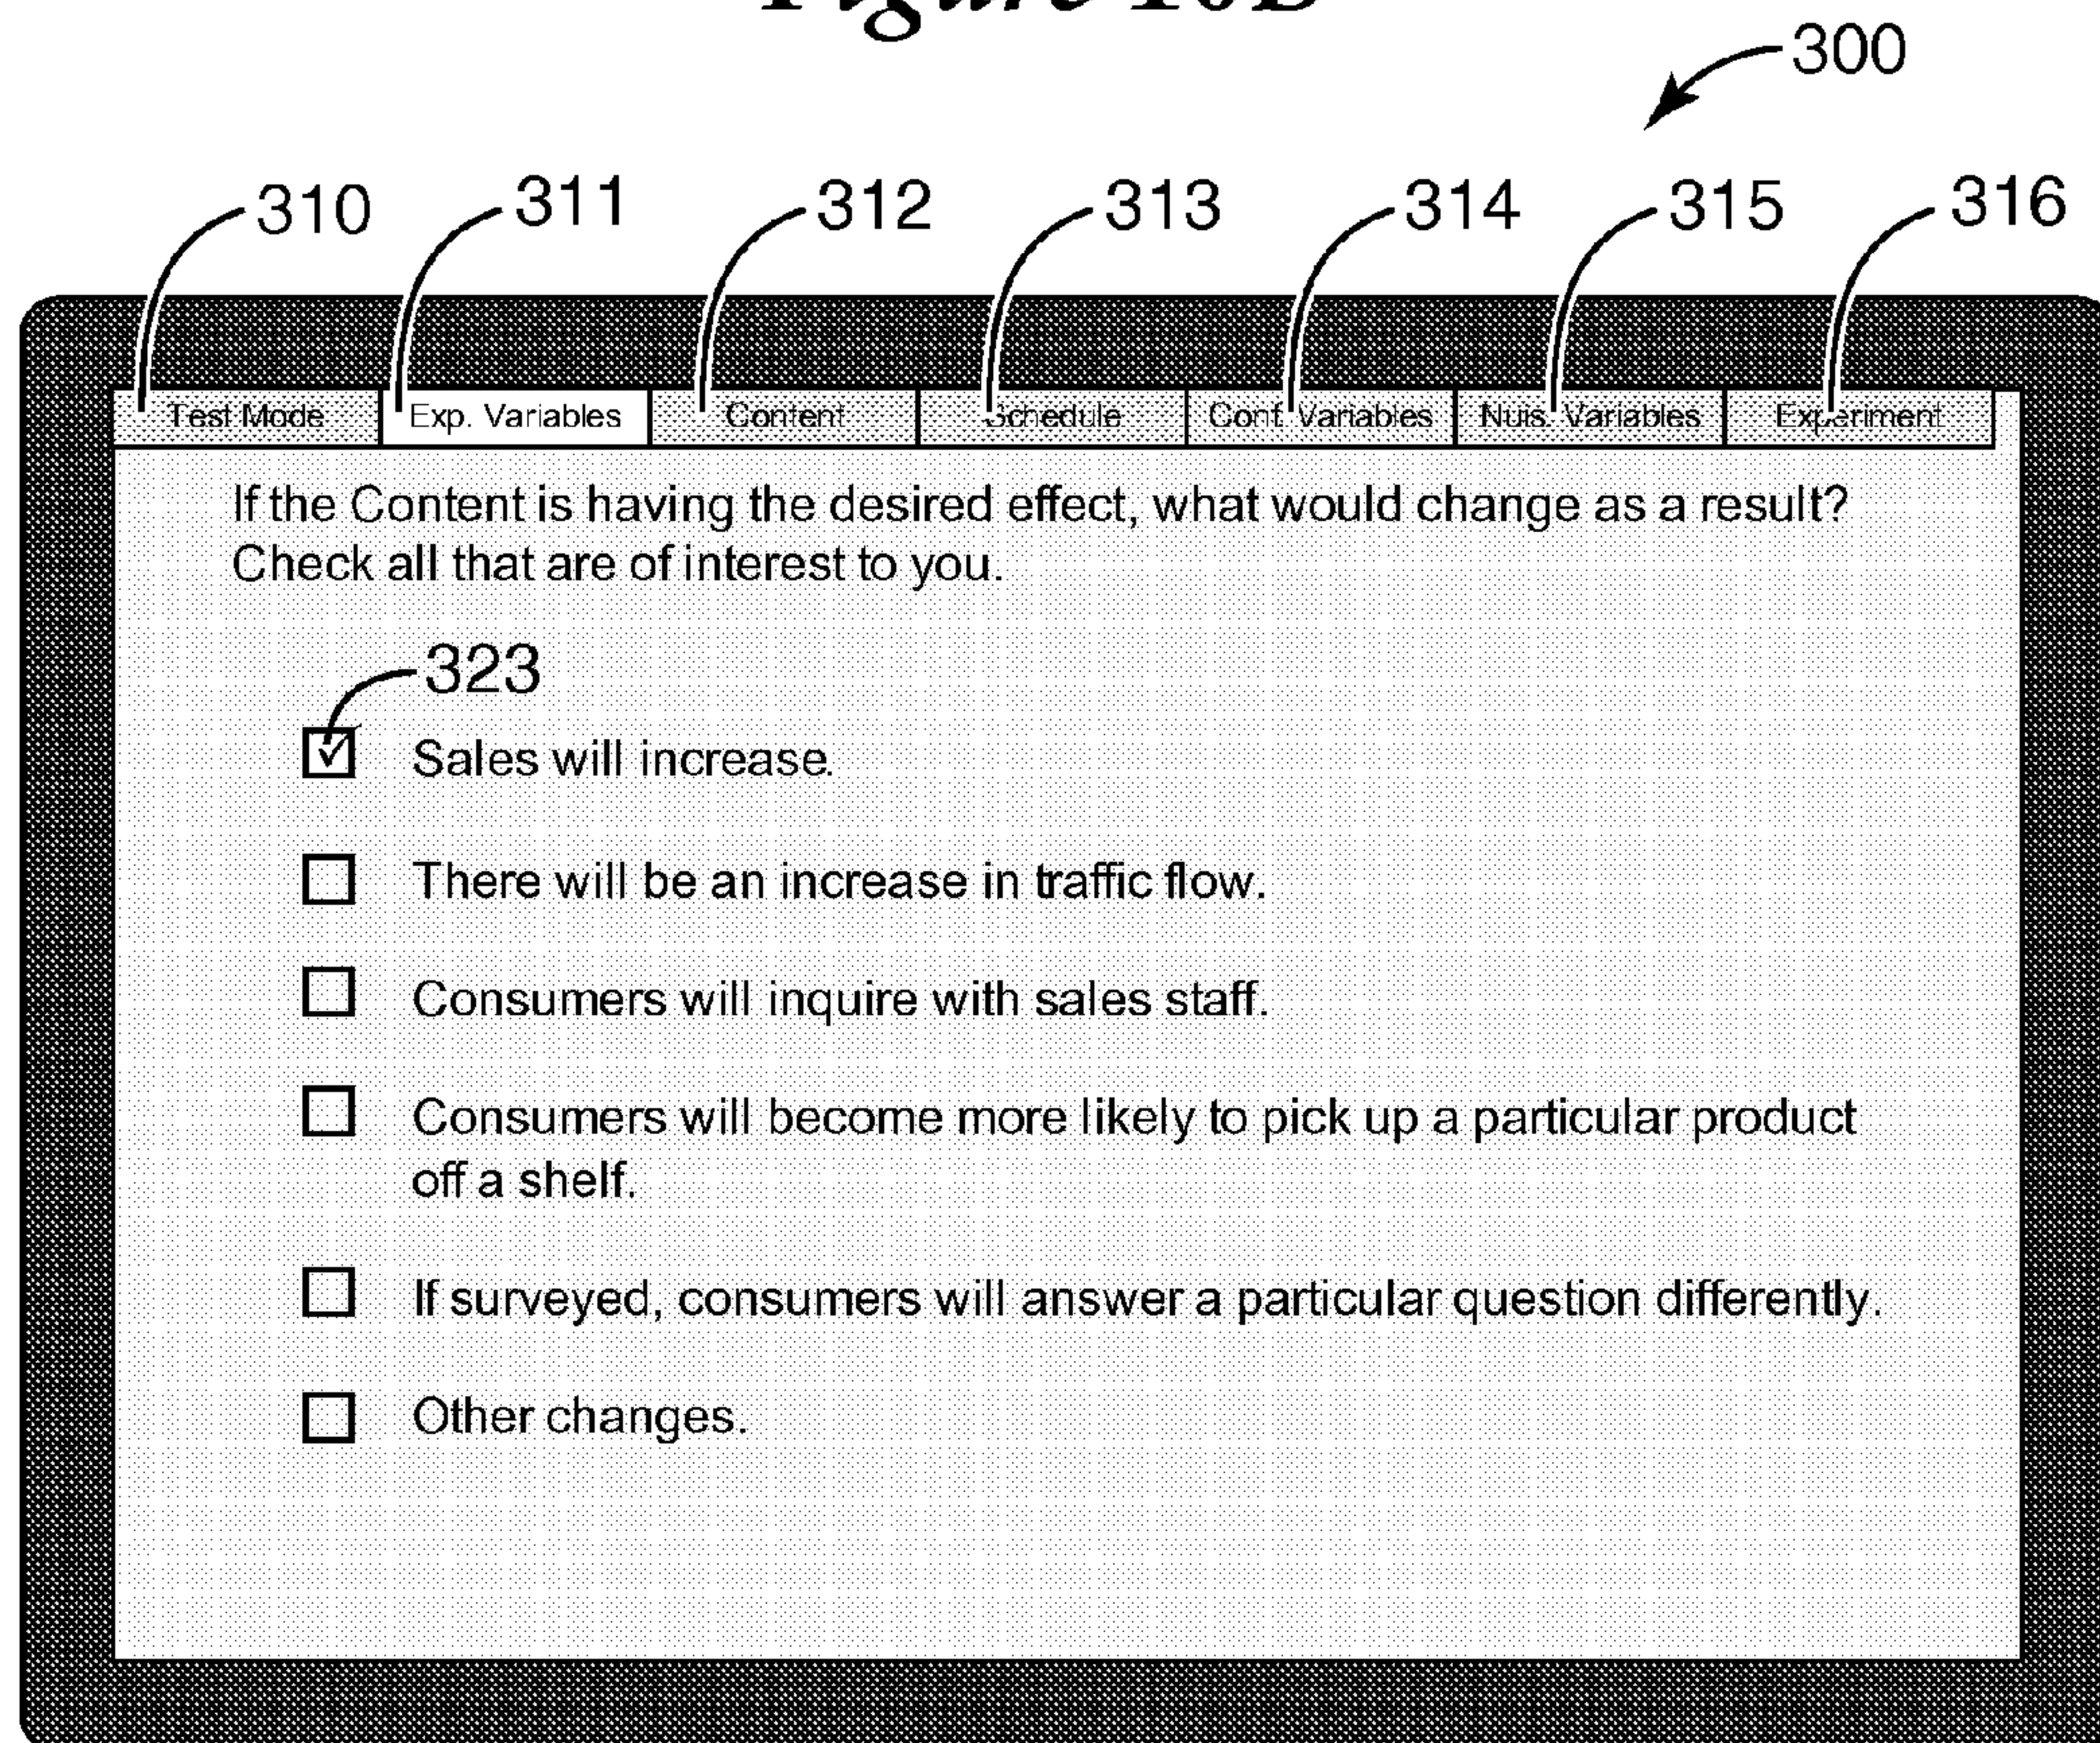 Figure 10B
300
310 311 312 313 314 315 316
Test Mode Exp. Variables Content Schedule Conf. Variables Nuis. Variables Experiment
If the Content is having the desired effect, what would change as a result?
Check all that are of interest to you.
323
Sales will increase.
There will be an increase in traffic flow.
Consumers will inquire with sales staff.
Consumers will become more likely to pick up a particular product
off a shelf.
If surveyed, consumers will answer a particular question differently.
Other changes.